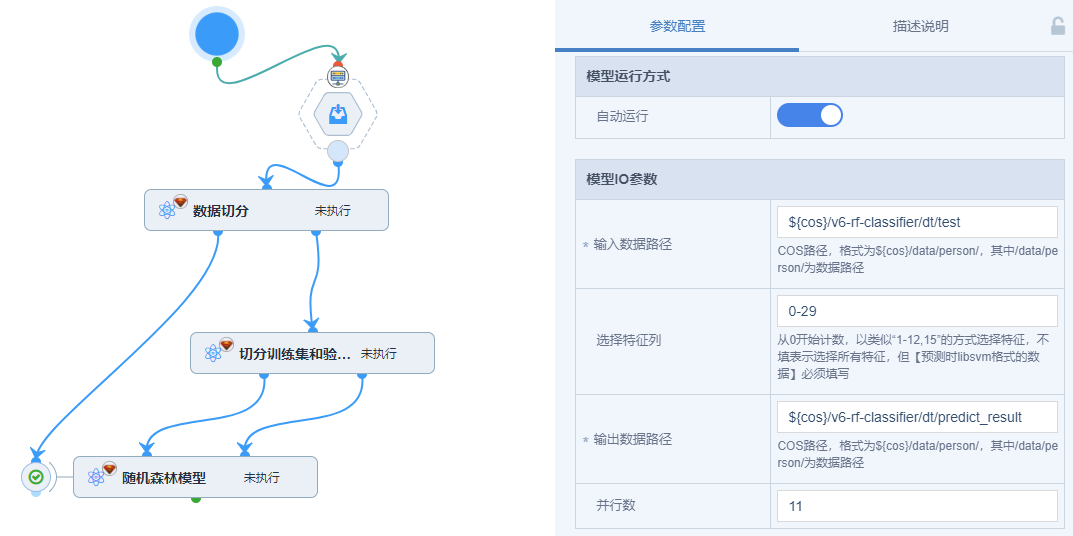 数据切分
未执行
切分训练集和验...
未执行
随机森林模型
未执行
参数配置
描述说明
模型运行方式
自动运行
模型IO参数
* 输入数据路径
${cos}/v6-rf-classifier/dt/test
COS路径，格式为${cos}/data/person/，其中/data/pe
rson/为数据路径
选择特征列
0-29
从0开始计数，以类似“1-12,15”的方式选择特征，不
填表示选择所有特征，但【预测时libsvm格式的数
据】必须填写
* 输出数据路径
${cos}/v6-rf-classifier/dt/predict_result
COS路径，格式为${cos}/data/person/，其中/data/pe
rson/为数据路径
并行数
11